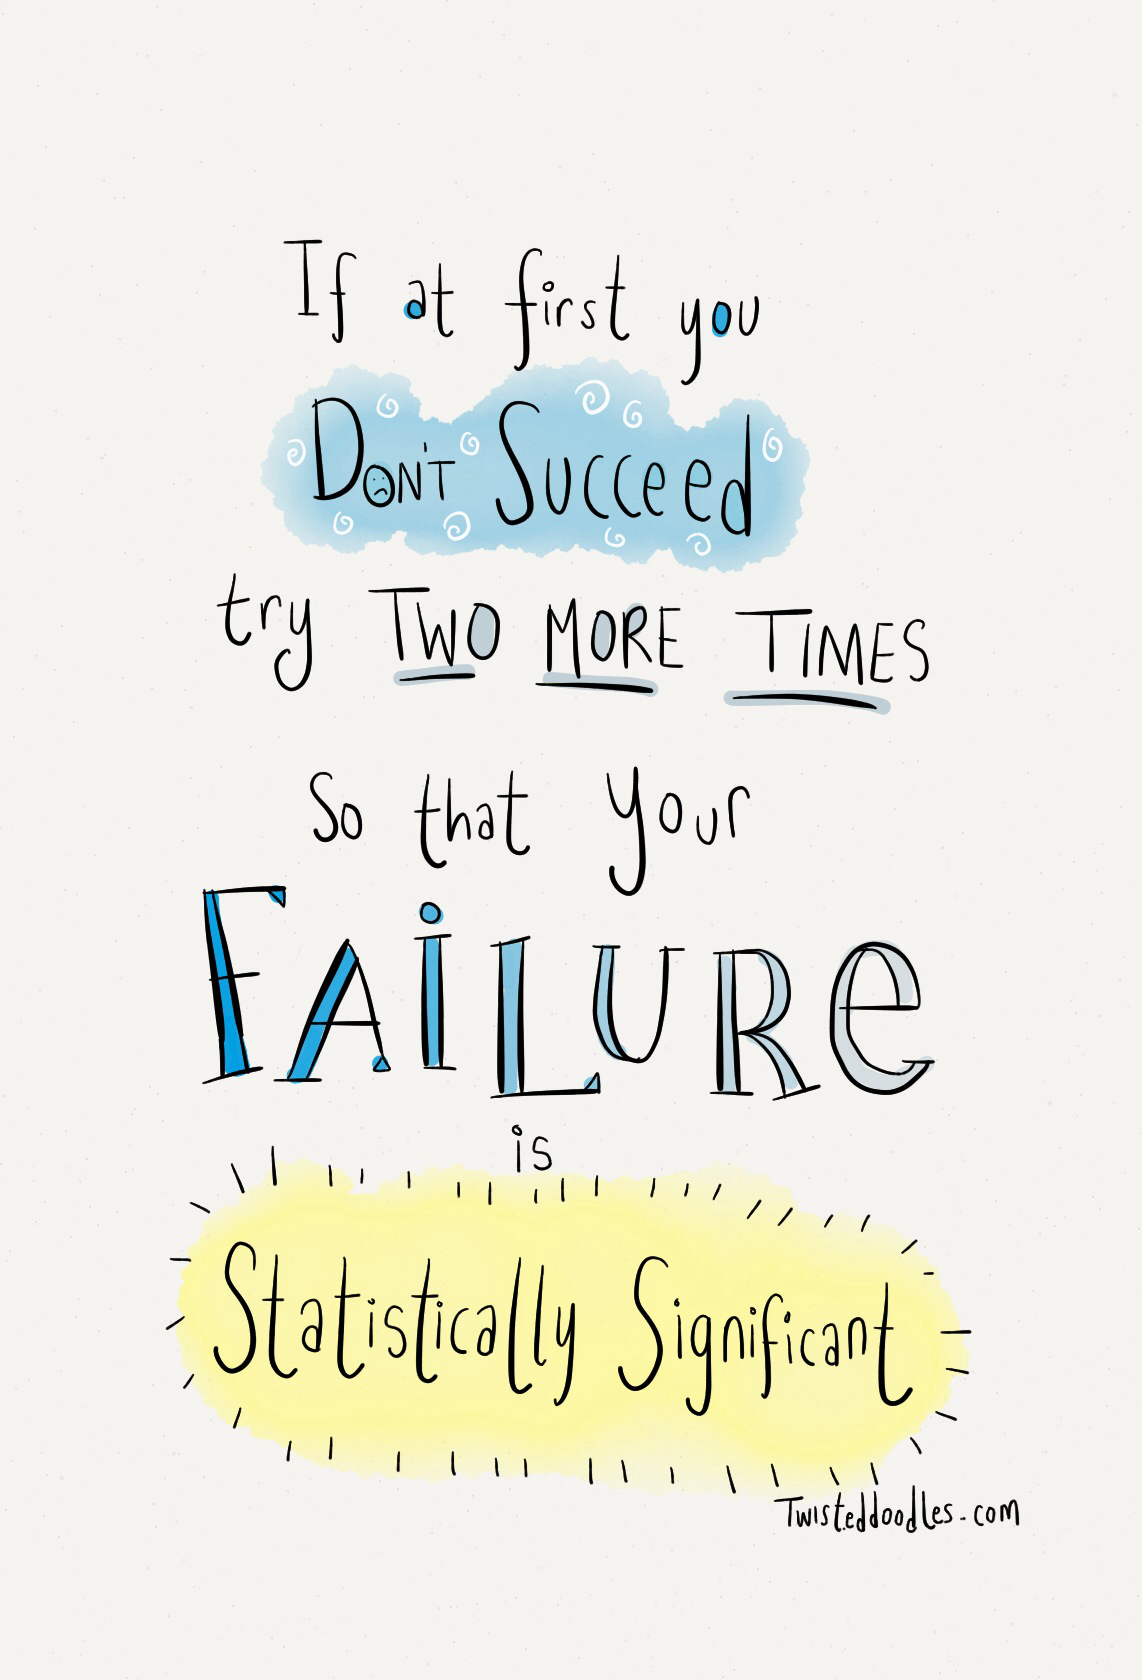 If at first you
DON'T Succeed
try TWO MORE TIMES
So that your
FAiLURe
is
Statistically Significant
Twisteddoodles.com